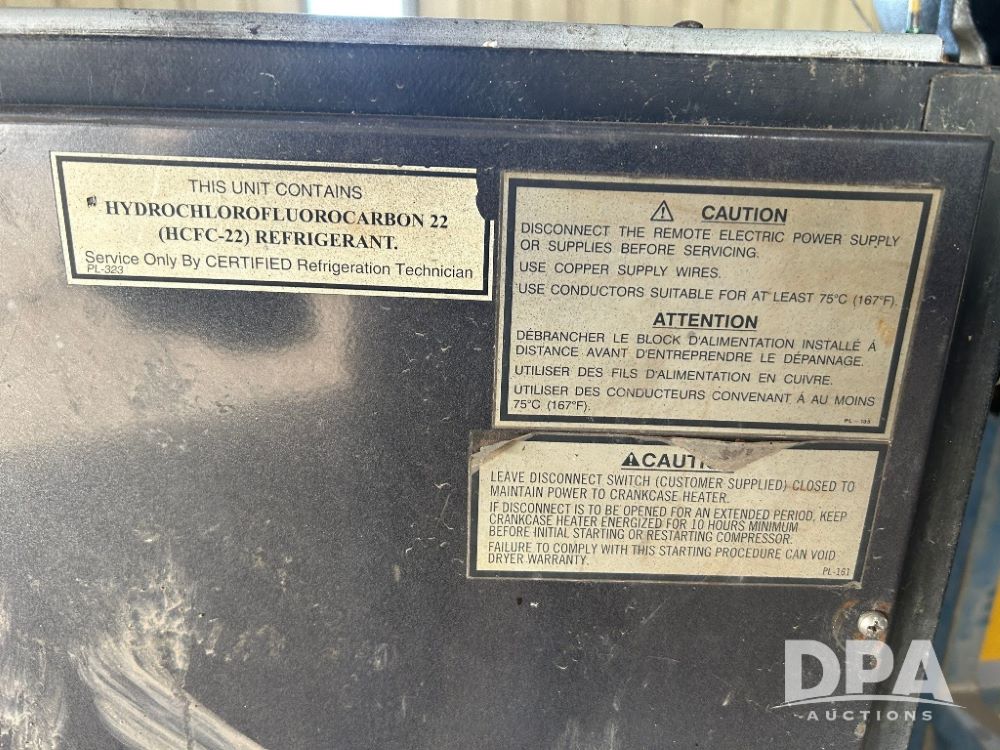 THIS UNIT CONTAINS
HYDROCHLOROFLUOROCARBON 22
(HCFC-22) REFRIGERANT.
Service Only By CERTIFIED Refrigeration Technician
PL-323
CAUTION
DISCONNECT THE REMOTE ELECTRIC POWER SUPPLY
OR SUPPLIES BEFORE SERVICING.
USE COPPER SUPPLY WIRES.
USE CONDUCTORS SUITABLE FOR AT LEAST 75°C (167°F).
ATTENTION
DÉBRANCHER LE BLOCK D'ALIMENTATION INSTALLÉ À
DISTANCE AVANT D'ENTREPRENDRE LE DÉPANNAGE.
UTILISER DES FILS D'ALIMENTATION EN CUIVRE.
UTILISER DES CONDUCTEURS CONVENANT À AU MOINS
75°C (167°F).
CAUTI
LEAVE DISCONNECT SWITCH (CUSTOMER SUPPLIED) CLOSED TO
MAINTAIN POWER TO CRANKCASE HEATER.
IF DISCONNECT IS TO BE OPENED FOR AN EXTENDED PERIOD, KEEP
CRANKCASE HEATER ENERGIZED FOR 10 HOURS MINIMUM
BEFORE INITIAL STARTING OR RESTARTING COMPRESSOR.
FAILURE TO COMPLY WITH THIS STARTING PROCEDURE CAN VOID
DRYER WARRANTY.
PL-161
DPA
AUCTIONS